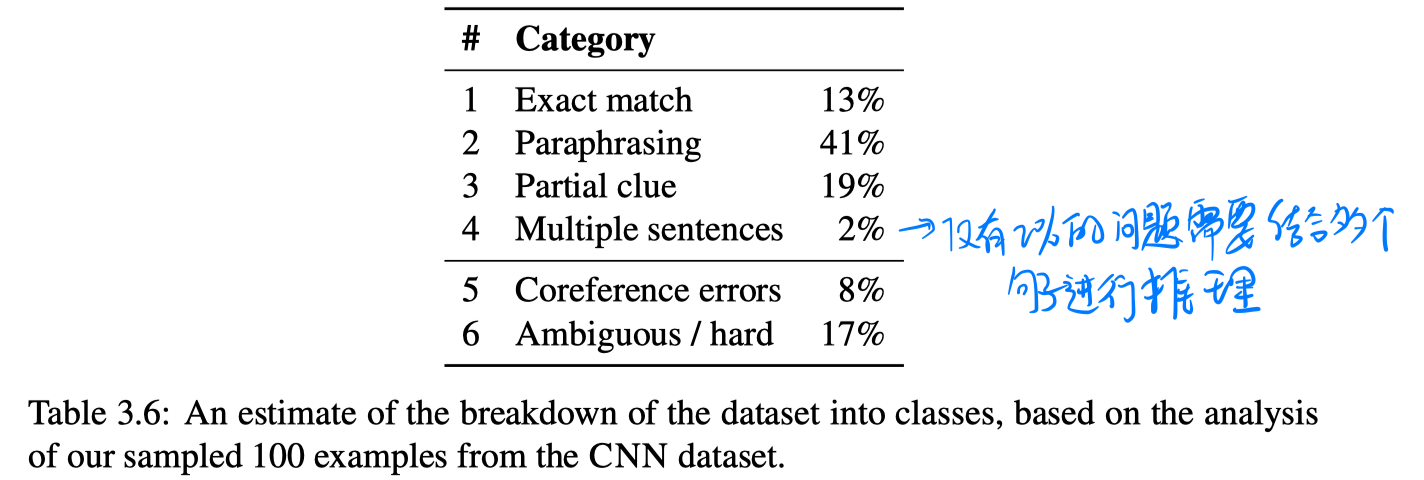 # Category
1 Exact match 13%
2 Paraphrasing 41%
3 Partial clue 19%
4 Multiple sentences 2% →仅有2%的问题需要结合多个
句子进行推理
5 Coreference errors 8%
6 Ambiguous / hard 17%
Table 3.6: An estimate of the breakdown of the dataset into classes, based on the analysis
of our sampled 100 examples from the CNN dataset.